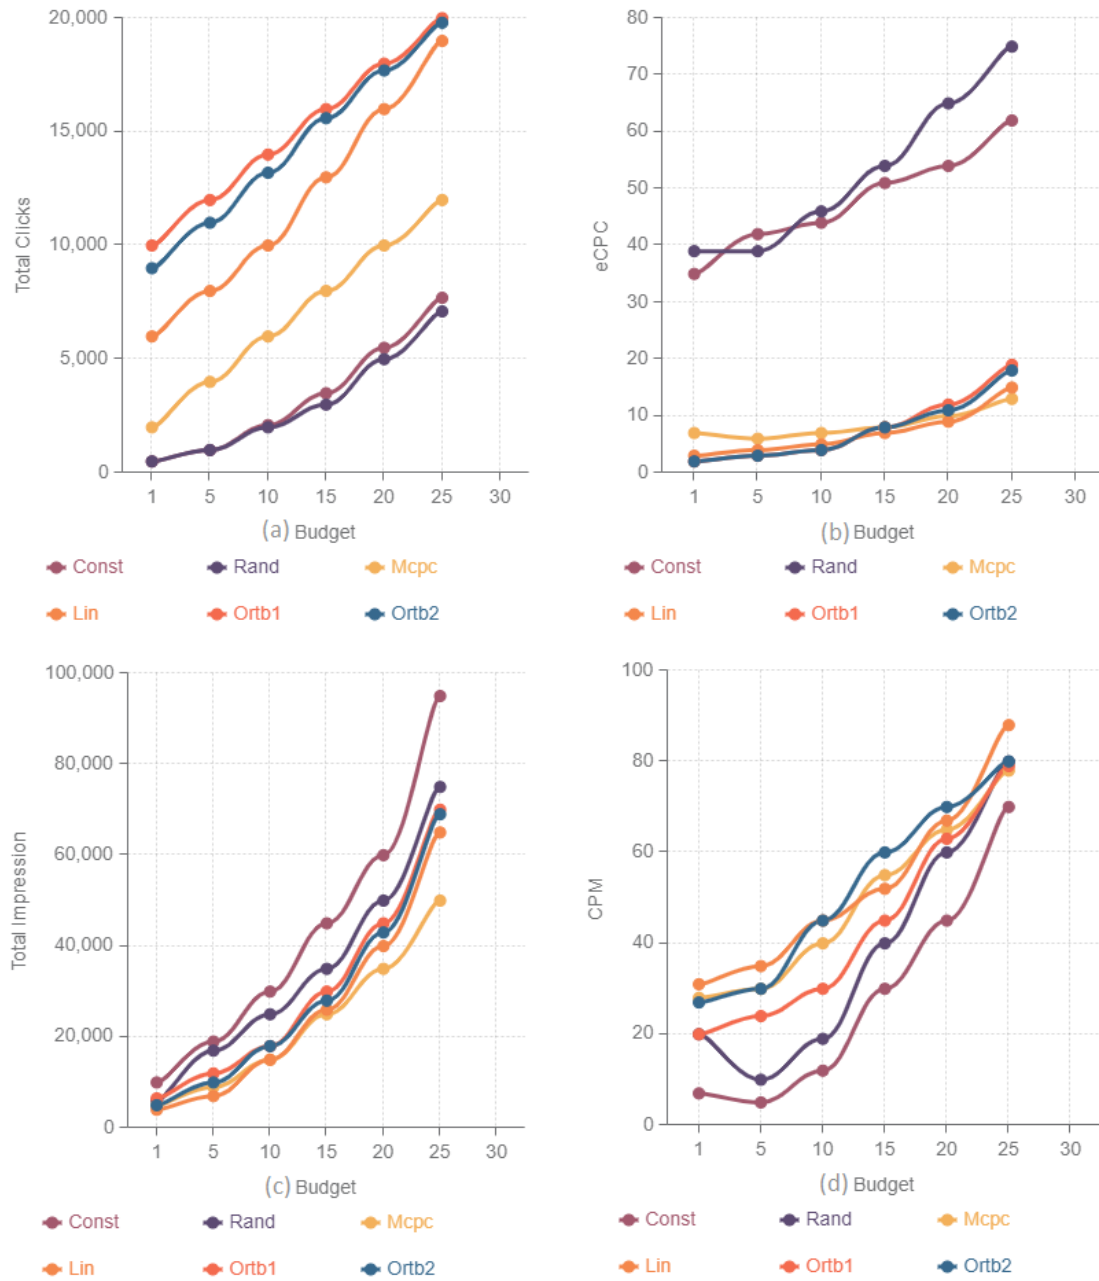 20,000
15,000
10,000
5,000
0
Total Clicks
1 5 10 15 20 25 30
(a) Budget
Const Rand Mcpc
Lin Ortb1 Ortb2
80
70
60
50
40
30
20
10
0
eCPC
1 5 10 15 20 25 30
(b) Budget
Const Rand Mcpc
Lin Ortb1 Ortb2
100,000
80,000
60,000
40,000
20,000
0
Total Impression
1 5 10 15 20 25 30
(c) Budget
Const Rand Mcpc
Lin Ortb1 Ortb2
100
80
60
40
20
0
CPM
1 5 10 15 20 25 30
(d) Budget
Const Rand Mcpc
Lin Ortb1 Ortb2